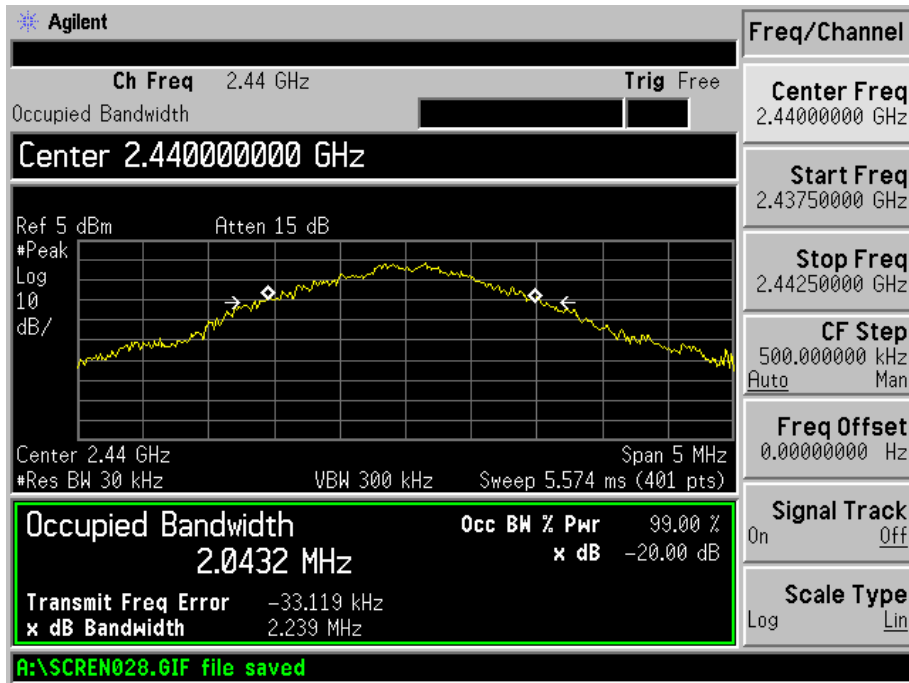 Agilent
Freq/Channel
Ch Freq 2.44 GHz Trig Free
Occupied Bandwidth
Center 2.440000000 GHz
Ref 5 dBm Atten 15 dB
#Peak
Log
10
dB/
Center 2.44 GHz Span 5 MHz
#Res BW 30 kHz VBW 300 kHz Sweep 5.574 ms (401 pts)
Occupied Bandwidth Occ BW % Pwr 99.00 %
2.0432 MHz x dB -20.00 dB
Transmit Freq Error -33.119 kHz
x dB Bandwidth 2.239 MHz
A:\SCREN028.GIF file saved
Center Freq
2.44000000 GHz
Start Freq
2.43750000 GHz
Stop Freq
2.44250000 GHz
CF Step
500.000000 kHz
Auto Man
Freq Offset
0.00000000 Hz
Signal Track
On Off
Scale Type
Log Lin